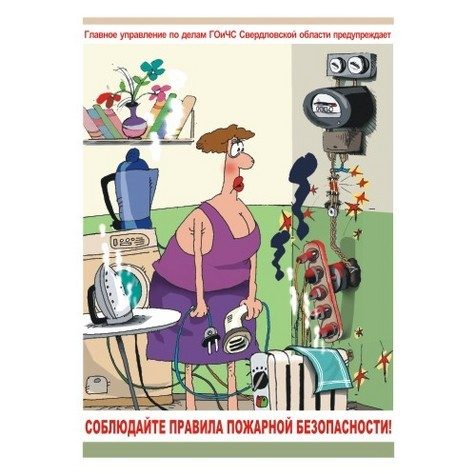 Главное управление по делам ГОиЧС Свердловской области предупреждает
СОБЛЮДАЙТЕ ПРАВИЛА ПОЖАРНОЙ БЕЗОПАСНОСТИ!